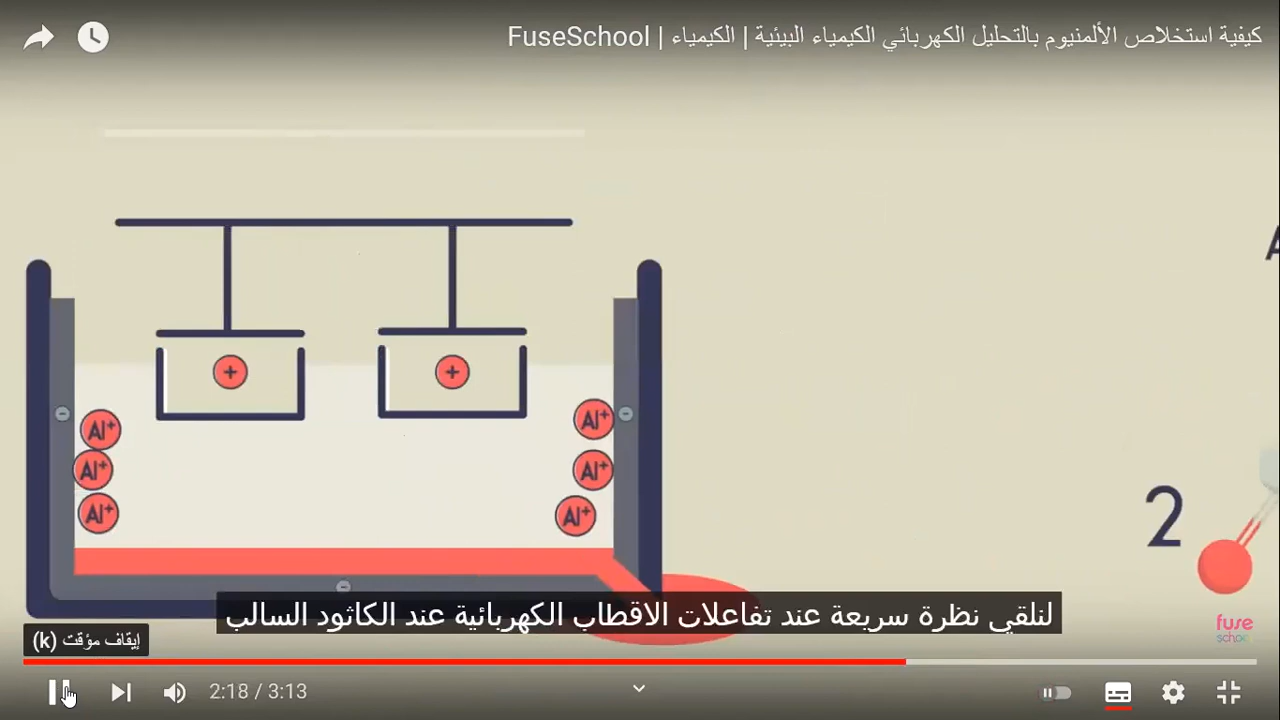 كيفية استخلاص الألمنيوم بالتحليل الكهربائي الكيمياء البيئية | الكيمياء | FuseSchool
+ +
Al⁺ Al⁺
Al⁺ Al⁺
Al⁺ Al⁺
2
لنلقي نظرة سريعة عند تفاعلات الاقطاب الكهربائية عند الكاثود السالب
fuse
school
إيقاف مؤقت (k)
2:18 / 3:13